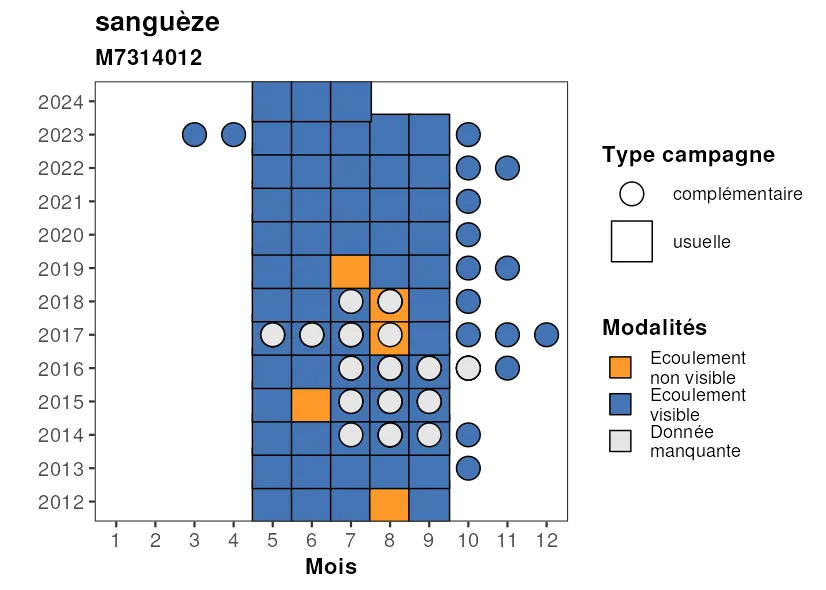 sanguèze
M7314012
2024
2023
2022
2021
2020
2019
2018
2017
2016
2015
2014
2013
2012
1 2 3 4 5 6 7 8 9 10 11 12
Mois
Type campagne
complémentaire
usuelle
Modalités
Ecoulement
non visible
Ecoulement
visible
Donnée
manquante